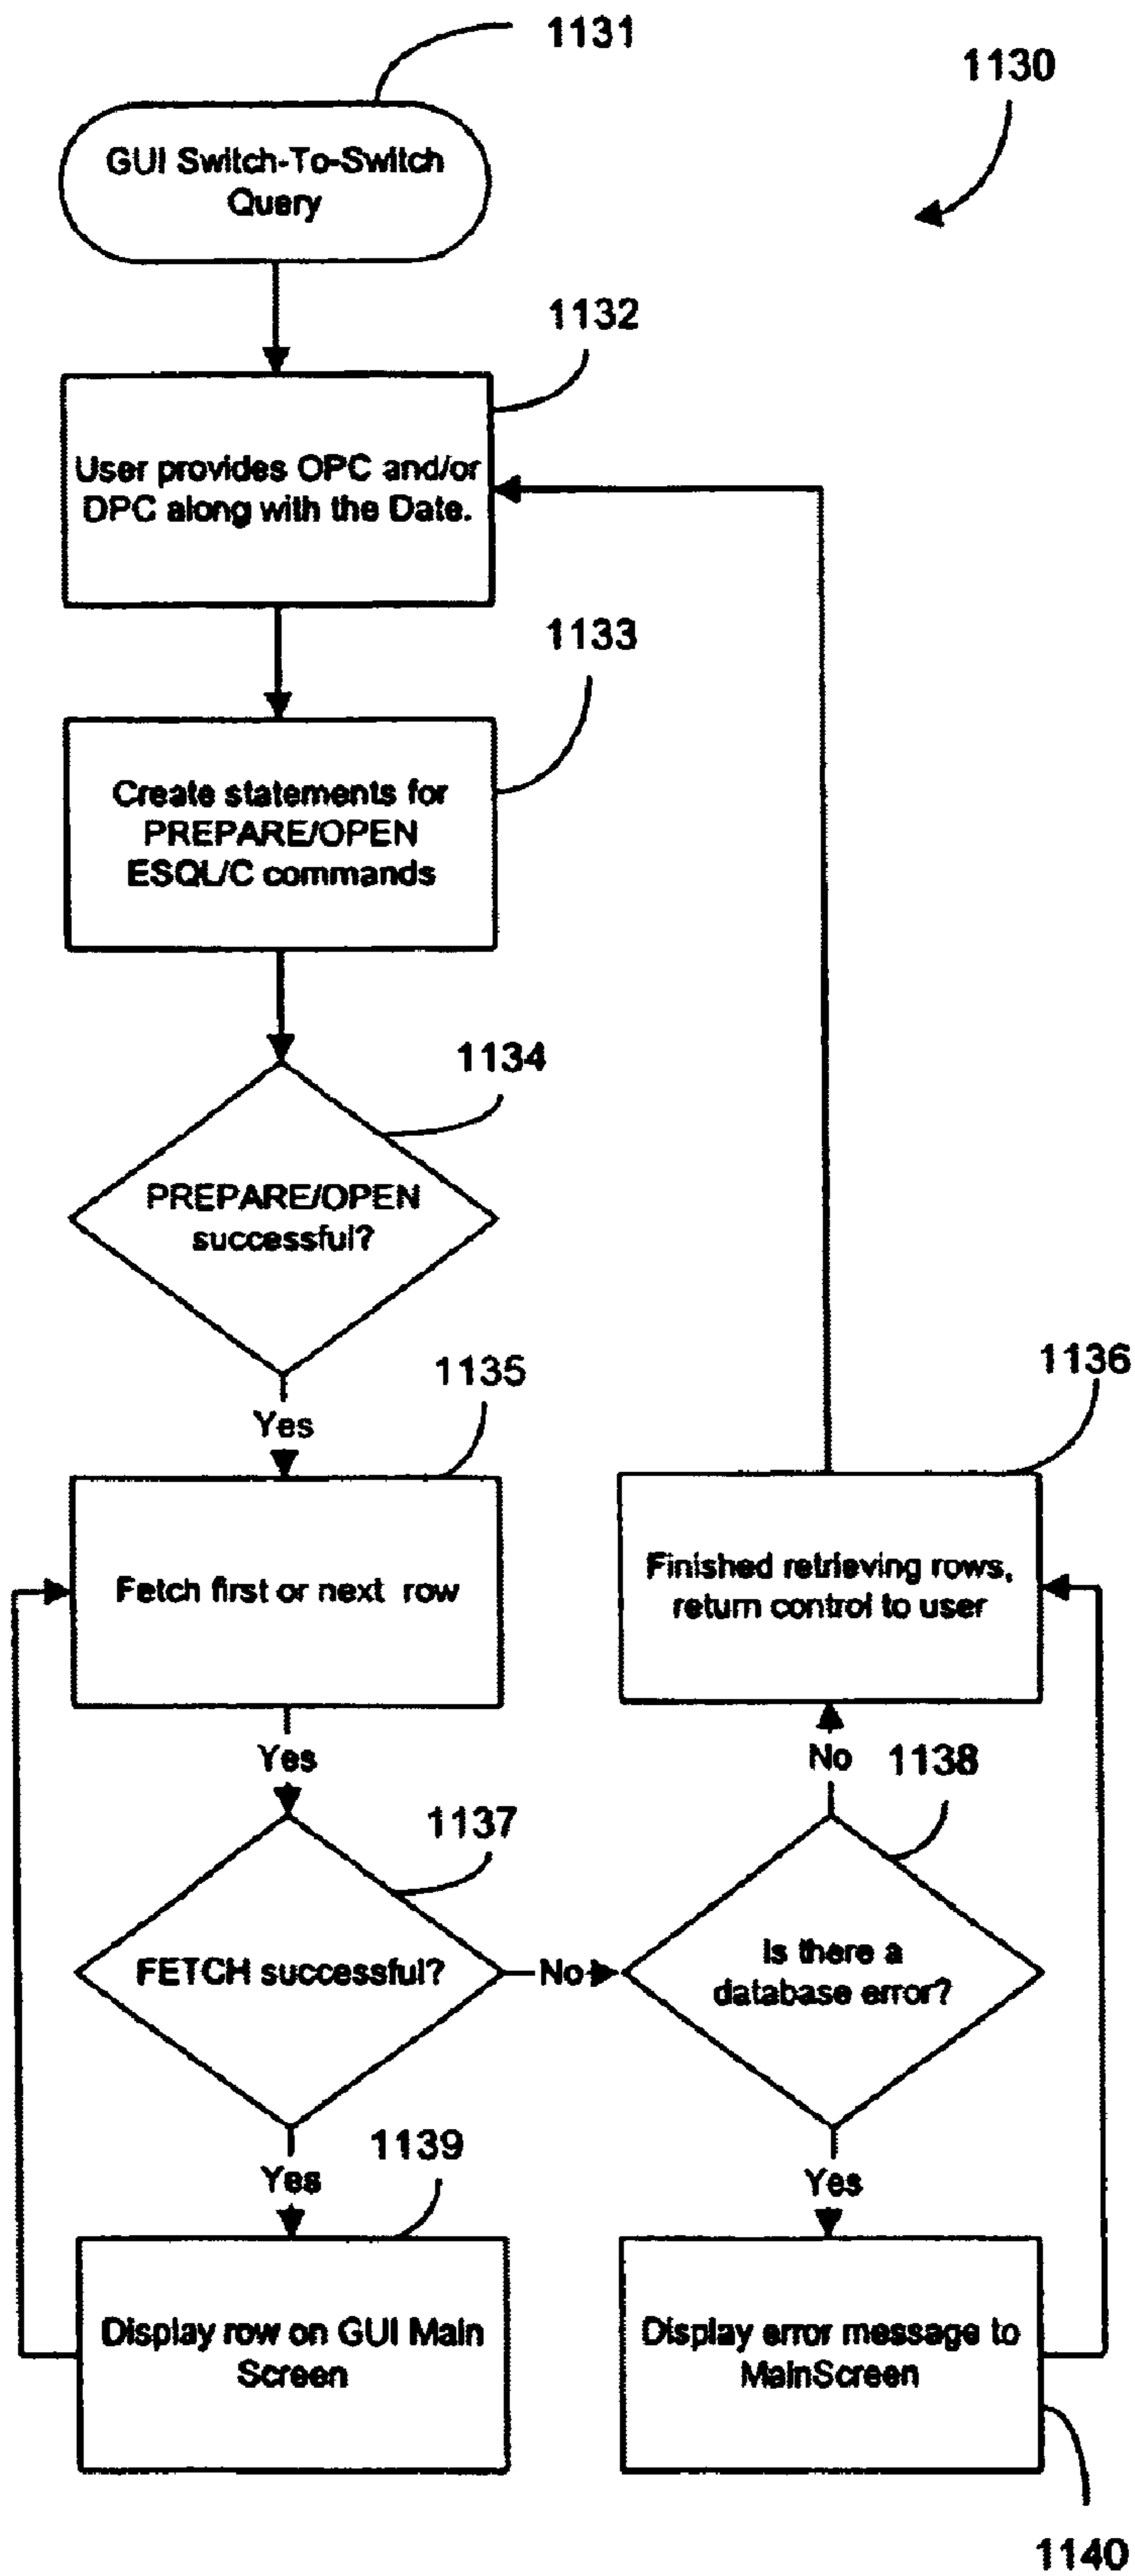 1131
1130
GUI Switch-To-Switch
Query
1132
User provides OPC and/or
DPC along with the Date.
1133
Create statements for
PREPARE/OPEN
ESQL/C commands
1134
PREPARE/OPEN
successful?
Yes
1135
1136
Fetch first or next row
Finished retrieving rows,
return control to user
Yes
No
1138
1137
FETCH successful?
No
Is there a
database error?
Yes
1139
Yes
Display row on GUI Main
Screen
Display error message to
MainScreen
1140